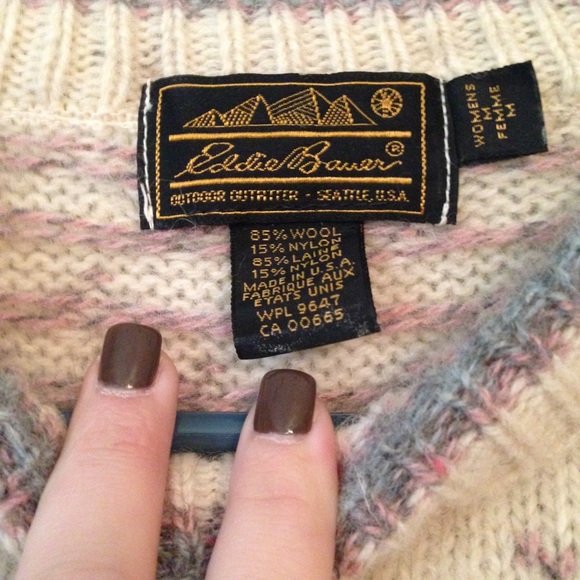 Eddie Bauer®
OUTDOOR OUTFITTER - SEATTLE, U.S.A.
WOMENS
M
FEMME
M
85% WOOL
15% NYLON
85% LAINE
15% NYLON
MADE IN U.S.A.
FABRIQUE AUX
ETATS UNIS
WPL 9647
CA 00665